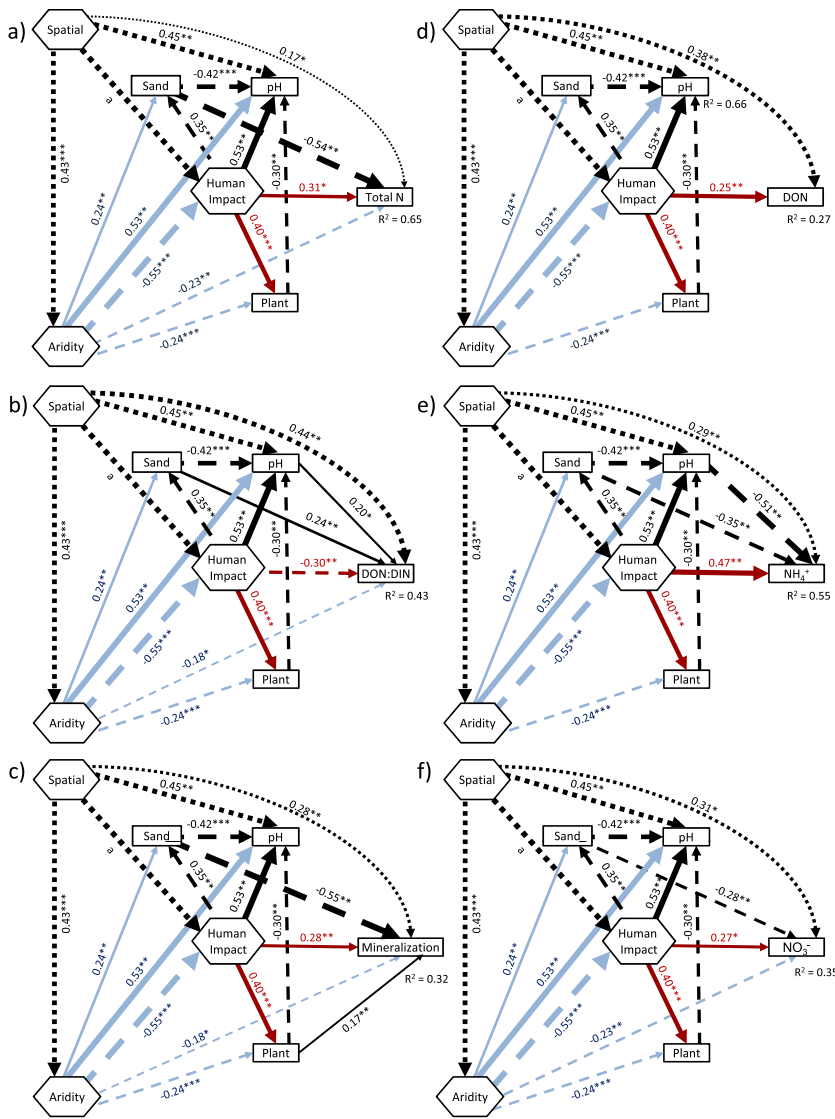 a)
Spatial
0.45**
0.17*
Sand
-0.42***
pH
a
0.35**
0.53**
-0.54**
-0.30**
0.43***
Human
Impact
0.31*
Total N
R² = 0.65
0.24**
0.53**
-0.55***
0.40***
-0.23**
Plant
-0.24***
Aridity
d)
Spatial
0.45**
0.38**
Sand
-0.42***
pH
R² = 0.66
a
0.35**
0.53**
-0.30**
0.43***
Human
Impact
0.25**
DON
R² = 0.27
0.24**
0.53**
-0.55***
0.40***
Plant
-0.24***
Aridity
b)
Spatial
0.45**
0.44**
Sand
-0.42***
pH
a
0.35**
0.53**
0.20*
0.24**
-0.30**
0.43***
Human
Impact
-0.30**
DON:DIN
R² = 0.43
0.24**
0.53**
-0.55***
0.40***
-0.18*
Plant
-0.24***
Aridity
e)
Spatial
0.45**
0.29**
Sand
-0.42***
pH
a
0.35**
0.53**
-0.51**
-0.35**
-0.30**
0.43***
Human
Impact
0.47**
NH₄⁺
R² = 0.55
0.24**
0.53**
-0.55***
0.40***
Plant
-0.24***
Aridity
c)
Spatial
0.45**
0.28**
Sand_
-0.42***
pH
a
0.35**
0.53**
-0.55**
-0.30**
0.43***
Human
Impact
0.28**
Mineralization
R² = 0.32
0.24**
0.53**
-0.55***
0.40***
-0.18*
0.17**
Plant
-0.24***
Aridity
f)
Spatial
0.45**
0.31*
Sand_
-0.42***
pH
a
0.35**
0.53**
-0.28**
-0.30**
0.43***
Human
Impact
0.27*
NO₃⁻
R² = 0.35
0.24**
0.53**
-0.55***
0.40***
-0.23**
Plant
-0.24***
Aridity